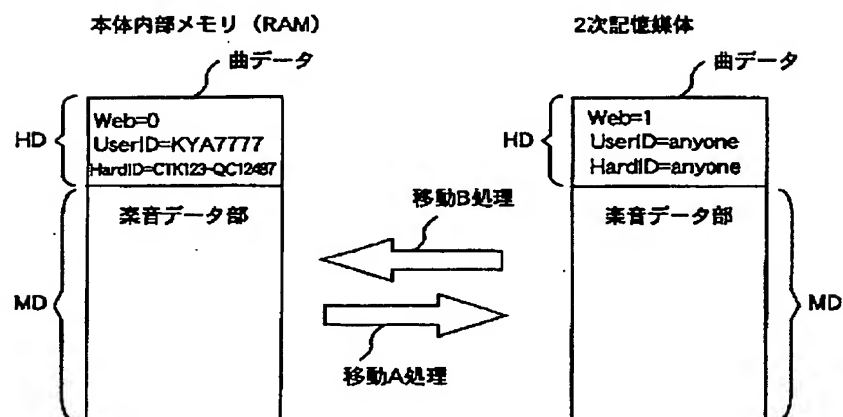 本体内部メモリ（RAM）
2次記憶媒体
曲データ
曲データ
HD
Web=0
UserID=KYA7777
HardID=CTK123-QC12487
HD
Web=1
UserID=anyone
HardID=anyone
楽音データ部
移動B処理
楽音データ部
MD
MD
移動A処理